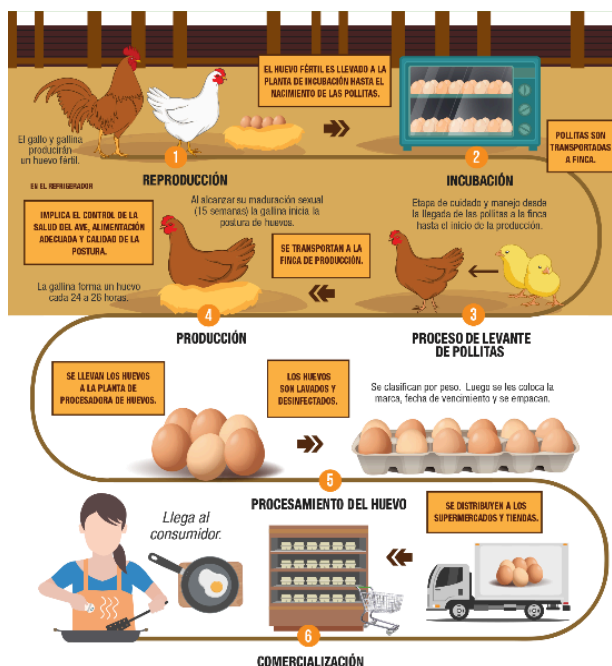 EL HUEVO FÉRTIL ES LLEVADO A LA
PLANTA DE INCUBACIÓN HASTA EL
NACIMIENTO DE LAS POLLITAS.
El gallo y gallina
producirán
un huevo fértil.
1
REPRODUCCIÓN
2
INCUBACIÓN
POLLITAS SON
TRANSPORTADAS
A FINCA.
Etapa de cuidado y manejo desde
la llegada de las pollitas a la finca
hasta el inicio de la producción.
3
PROCESO DE LEVANTE
DE POLLITAS
SE TRANSPORTAN A LA
FINCA DE PRODUCCIÓN.
EN EL REFRIGERADOR
Al alcanzar su maduración sexual
(15 semanas) la gallina inicia la
postura de huevos.
IMPLICA EL CONTROL DE LA
SALUD DEL AVE, ALIMENTACIÓN
ADECUADA Y CALIDAD DE LA
POSTURA.
La gallina forma un huevo
cada 24 a 26 horas.
4
PRODUCCIÓN
SE LLEVAN LOS HUEVOS
A LA PLANTA DE
PROCESADORA DE HUEVOS.
LOS HUEVOS
SON LAVADOS Y
DESINFECTADOS.
Se clasifican por peso. Luego se les coloca la
marca, fecha de vencimiento y se empacan.
5
PROCESAMIENTO DEL HUEVO
SE DISTRIBUYEN A LOS
SUPERMERCADOS Y TIENDAS.
Llega al
consumidor.
6
COMERCIALIZACIÓN